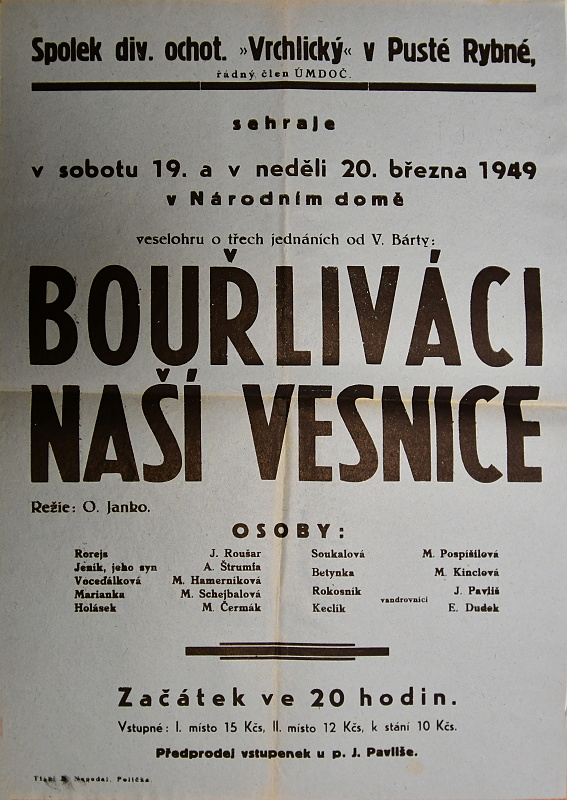 Spolek div. ochot. »Vrchlický« v Pusté Rybné,
řádný člen ÚMDOČ.
sehraje
v sobotu 19. a v neděli 20. března 1949
v Národním domě
veselohru o třech jednáních od V. Bárty:
BOUŘLIVÁCI
NAŠÍ VESNICE
Režie: O. Janko.
OSOBY:
Roreis J. Roušar
Jeník, jeho syn A. Štrumfa
Vocedálková M. Hamerníková
Marianka M. Schejbalová
Holásek M. Čermák
Soukalová M. Pospíšilová
Betynka M. Kinclová
Rokosník J. Pavliš
vandrovníci
Keclík E. Dudek
Začátek ve 20 hodin.
Vstupné: I. místo 15 Kčs, II. místo 12 Kčs, k stání 10 Kčs.
Předprodej vstupenek u p. J. Pavliše.
Polička.